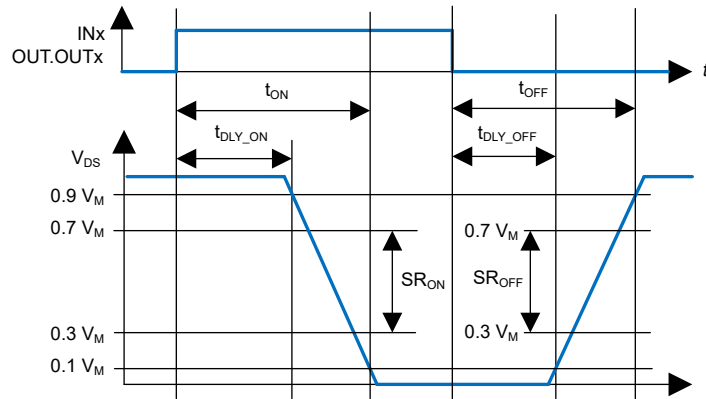 INx
OUT.OUTx
t
tON
tOFF
tDLY_ON
tDLY_OFF
VDS
0.9 VM
0.7 VM
0.7 VM
SRON
SROFF
0.3 VM
0.3 VM
0.1 VM